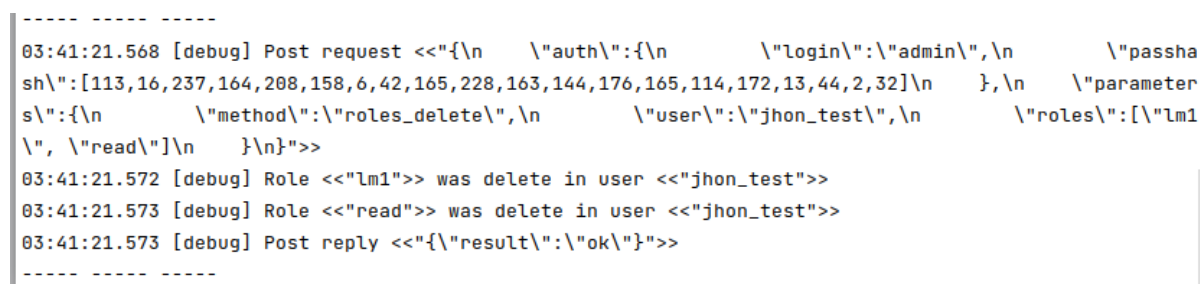 ----- ----- -----
03:41:21.568 [debug] Post request <<"{\n    \"auth\":{\n        \"login\":\"admin\",\n        \"passha
sh\":[113,16,237,164,208,158,6,42,165,228,163,144,176,165,114,172,13,44,2,32]\n    },\n    \"parameter
s\":{\n        \"method\":\"roles_delete\",\n        \"user\":\"jhon_test\",\n        \"roles\":[\"lm1
\", \"read\"]\n    }\n}">>
03:41:21.572 [debug] Role <<"lm1">> was delete in user <<"jhon_test">>
03:41:21.573 [debug] Role <<"read">> was delete in user <<"jhon_test">>
03:41:21.573 [debug] Post reply <<"{\"result\":\"ok\"}">>
----- ----- -----